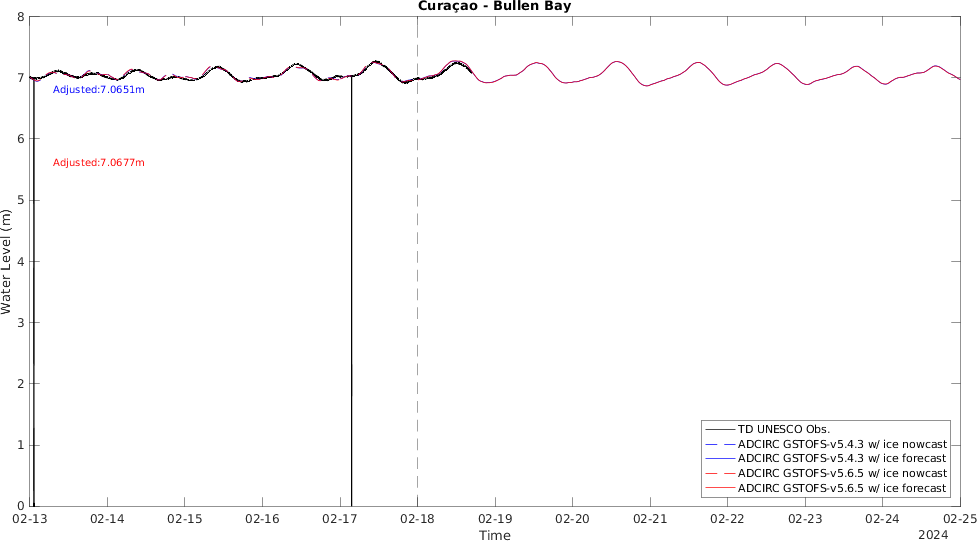 Curaçao - Bullen Bay
8
7
6
5
4
3
2
1
0
Water Level (m)
Adjusted:7.0651m
Adjusted:7.0677m
TD UNESCO Obs.
ADCIRC GSTOFS-v5.4.3 w/ ice nowcast
ADCIRC GSTOFS-v5.4.3 w/ ice forecast
ADCIRC GSTOFS-v5.6.5 w/ ice nowcast
ADCIRC GSTOFS-v5.6.5 w/ ice forecast
02-13 02-14 02-15 02-16 02-17 02-18 02-19 02-20 02-21 02-22 02-23 02-24 02-25
Time
2024